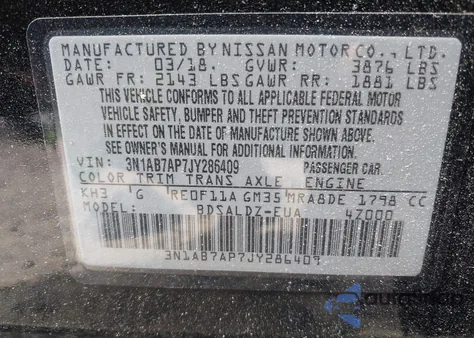 MANUFACTURED BY NISSAN MOTOR CO., LTD.
DATE: 03/18. GVWR: 3876 LBS
GAWR FR: 2143 LBS GAWR RR: 1881 LBS
THIS VEHICLE CONFORMS TO ALL APPLICABLE FEDERAL MOTOR
VEHICLE SAFETY, BUMPER AND THEFT PREVENTION STANDARDS
IN EFFECT ON THE DATE OF MANUFACTURE SHOWN ABOVE.
SEE OWNER'S MANUAL FOR ADDITIONAL INFORMATION.
VIN: 3N1AB7AP7JY286409 PASSENGER CAR
COLOR TRIM TRANS AXLE ENGINE
KH3 G RE0F11A GM35 MRA8DE 1798 CC
BDSALDZ-EUA 4Z000
3N1AB7AP7JY286409